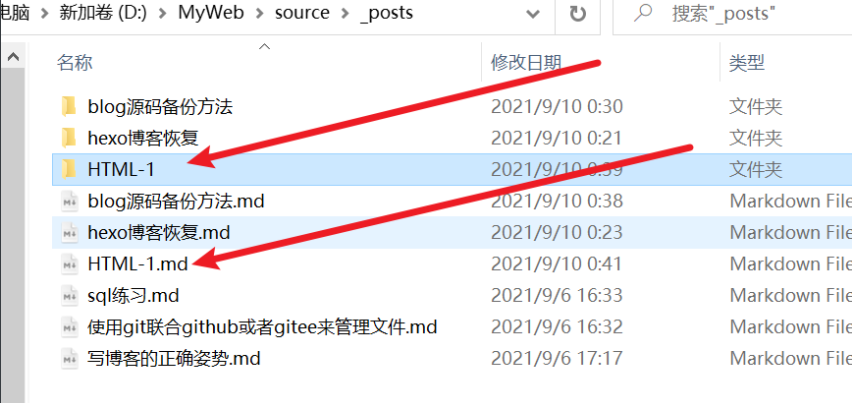 电脑 > 新加卷 (D:) > MyWeb > source > _posts 搜索"_posts"
名称 修改日期 类型
blog源码备份方法 2021/9/10 0:30 文件夹
hexo博客恢复 2021/9/10 0:21 文件夹
HTML-1 2021/9/10 0:39 文件夹
blog源码备份方法.md 2021/9/10 0:38 Markdown File
hexo博客恢复.md 2021/9/10 0:23 Markdown File
HTML-1.md 2021/9/10 0:41 Markdown File
sql练习.md 2021/9/6 16:33 Markdown File
使用git联合github或者gitee来管理文件.md 2021/9/6 16:32 Markdown File
写博客的正确姿势.md 2021/9/6 17:17 Markdown File